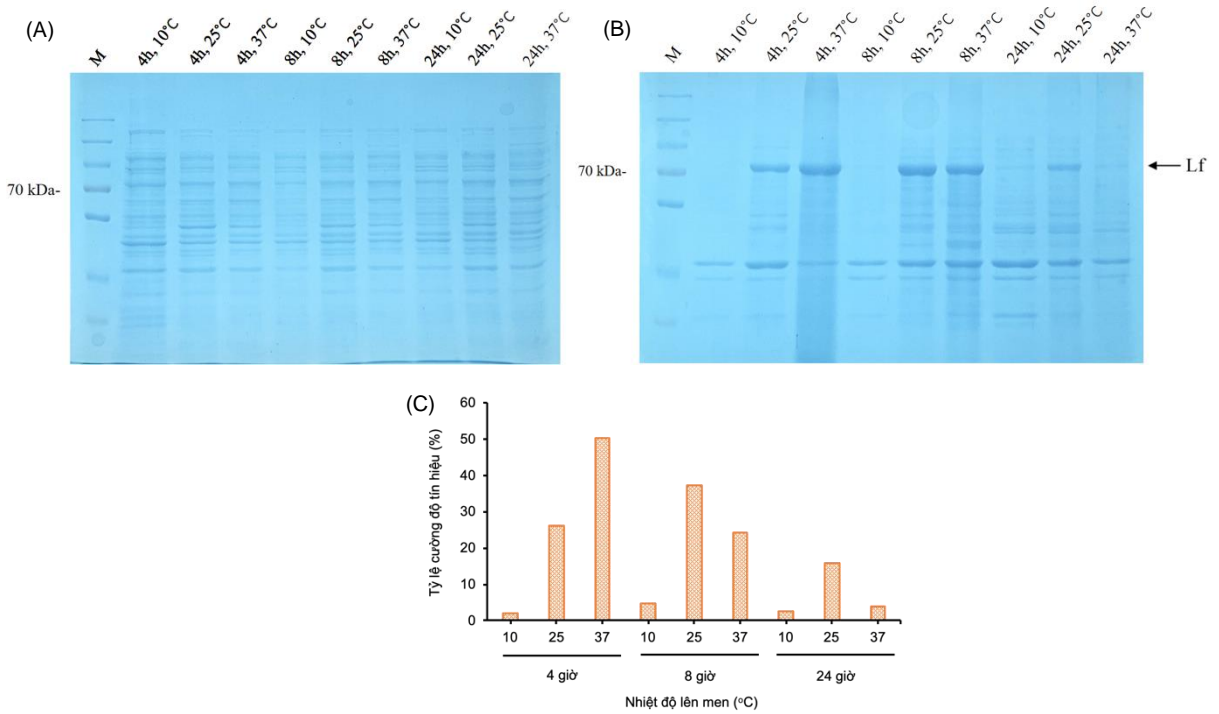 (A)
M
4h, 10°C
4h, 25°C
4h, 37°C
8h, 10°C
8h, 25°C
8h, 37°C
24h, 10°C
24h, 25°C
24h, 37°C
70 kDa-
(B)
M
4h, 10°C
4h, 25°C
4h, 37°C
8h, 10°C
8h, 25°C
8h, 37°C
24h, 10°C
24h, 25°C
24h, 37°C
70 kDa-
Lf
(C)
Tỷ lệ cường độ tín hiệu (%)
60
50
40
30
20
10
0
10 25 37 10 25 37 10 25 37
4 giờ 8 giờ 24 giờ
Nhiệt độ lên men (°C)